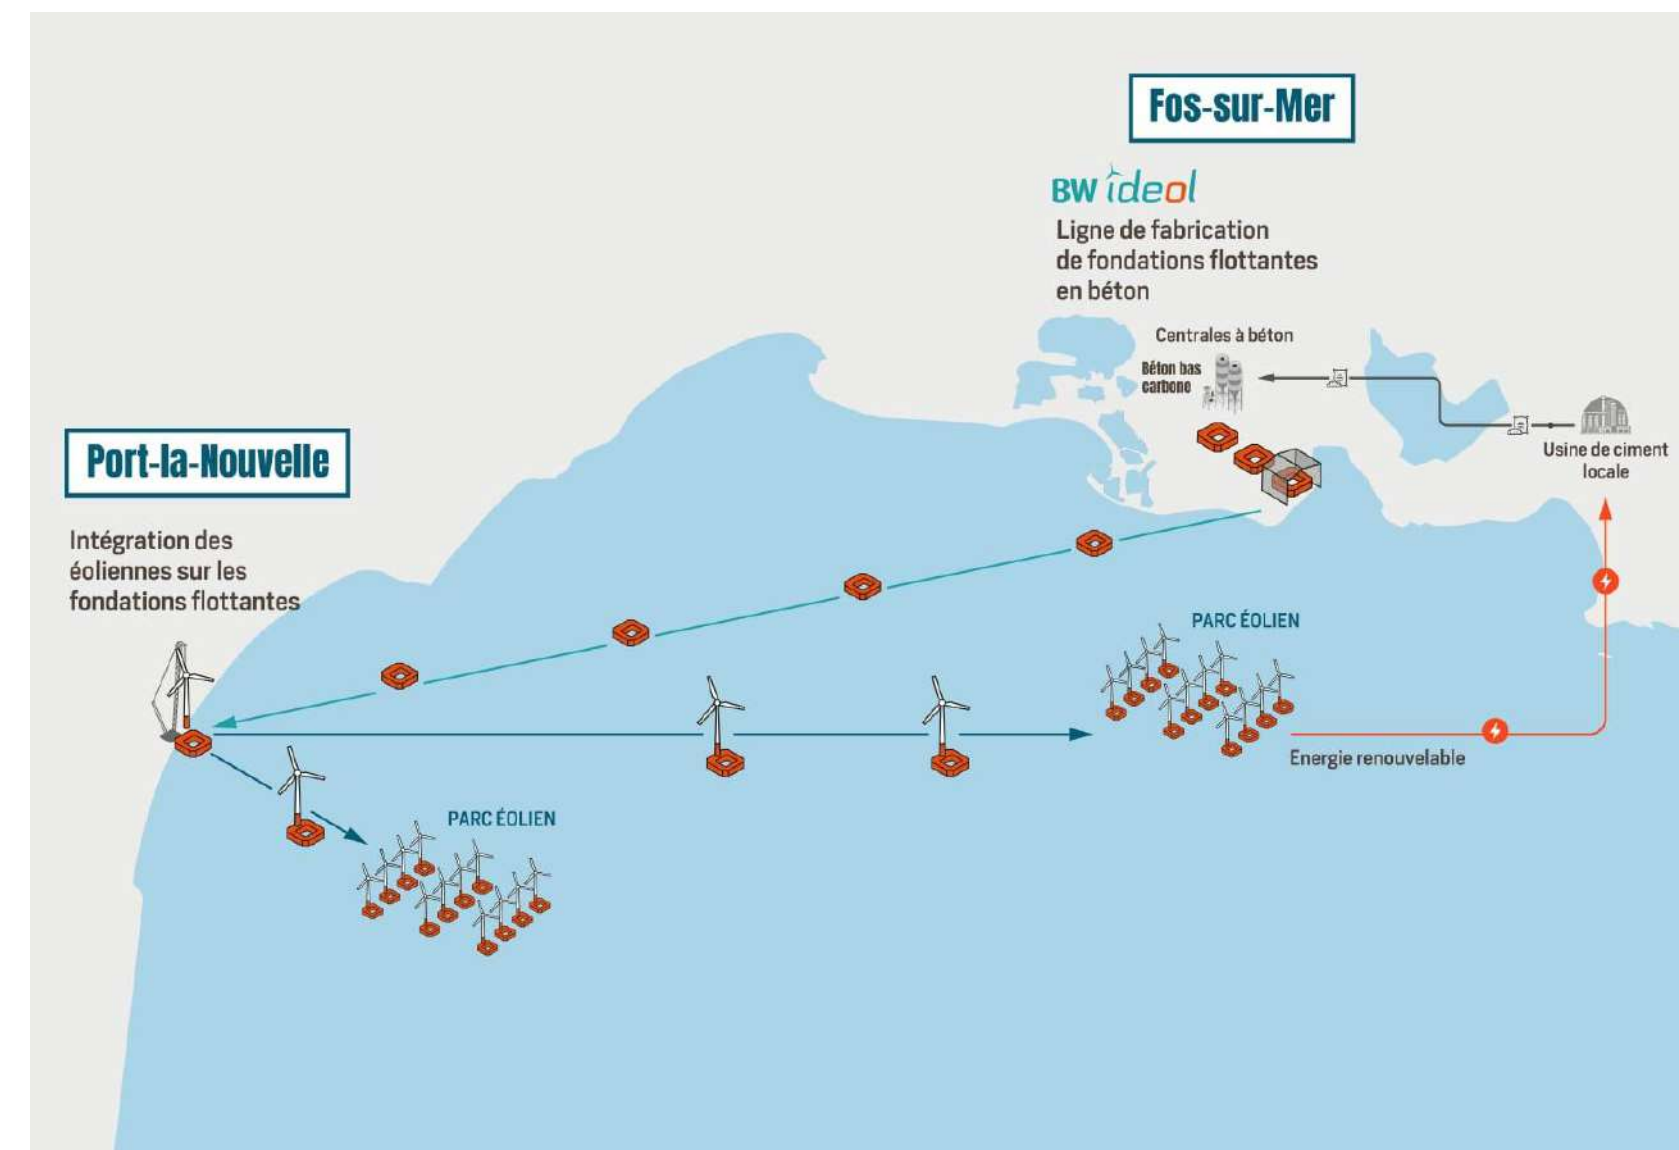 Fos-sur-Mer
BW ideol
Ligne de fabrication
de fondations flottantes
en béton
Centrales à béton
Béton bas
carbone
Usine de ciment
locale
Port-la-Nouvelle
Intégration des
éoliennes sur les
fondations flottantes
PARC ÉOLIEN
Energie renouvelable
PARC ÉOLIEN